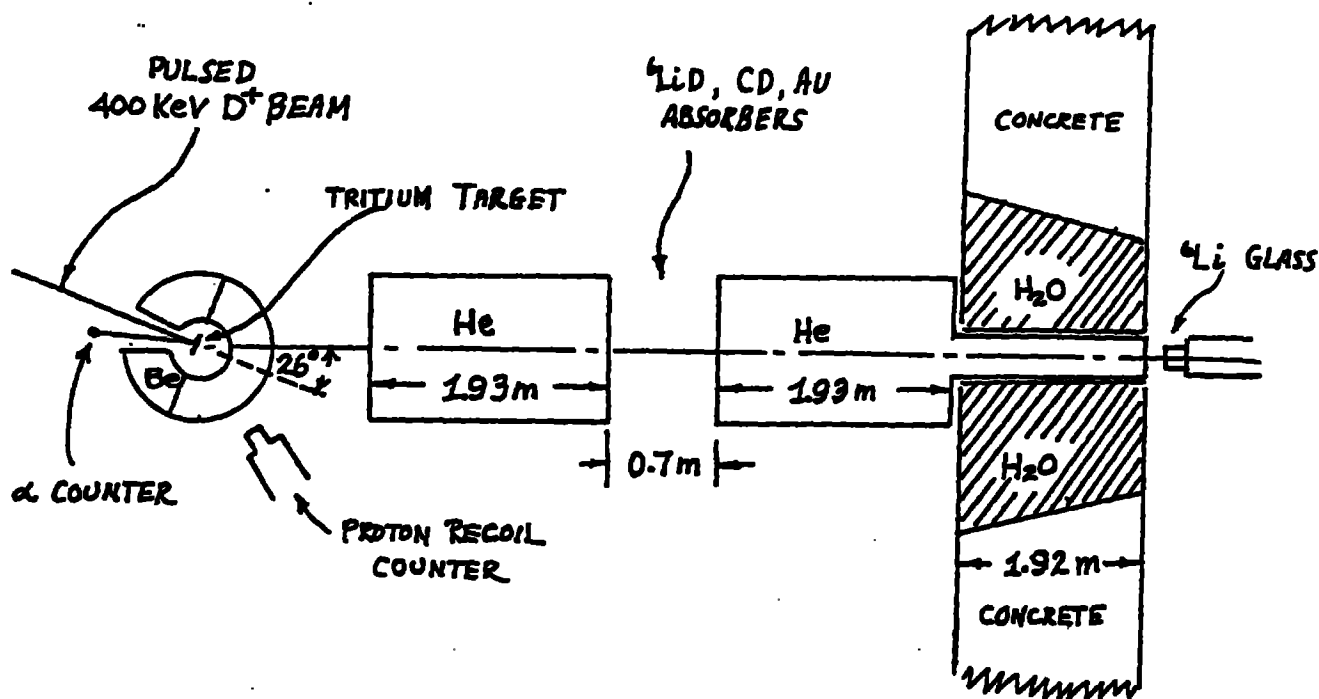 PULSED
400 KeV D⁺ BEAM
⁶LiD, CD, AU
ABSORBERS
CONCRETE
TRITIUM TARGET
⁶Li GLASS
H₂O
He
He
26°
Be
1.93m
1.93m
0.7m
H₂O
α COUNTER
PROTON RECOIL
COUNTER
1.92m
CONCRETE